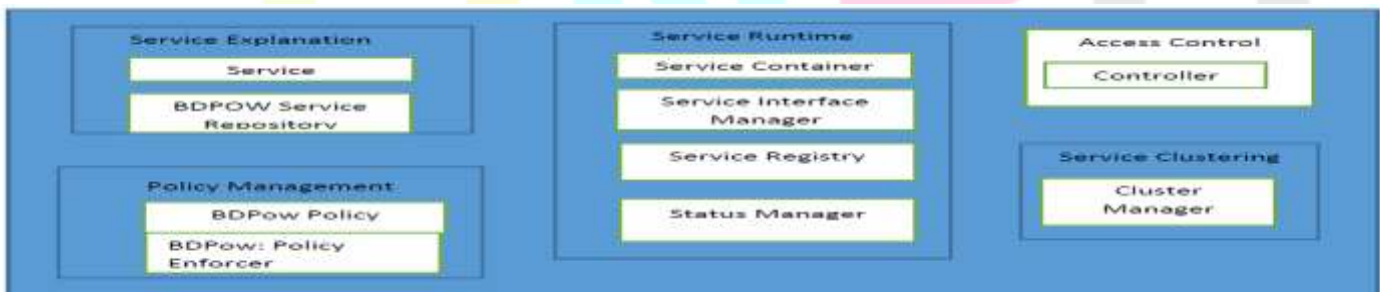 Service Explanation
Service
BDPOW Service
Repository
Policy Management
BDPow Policy
BDPow: Policy
Enforcer
Service Runtime
Service Container
Service Interface
Manager
Service Registry
Status Manager
Access Control
Controller
Service Clustering
Cluster
Manager